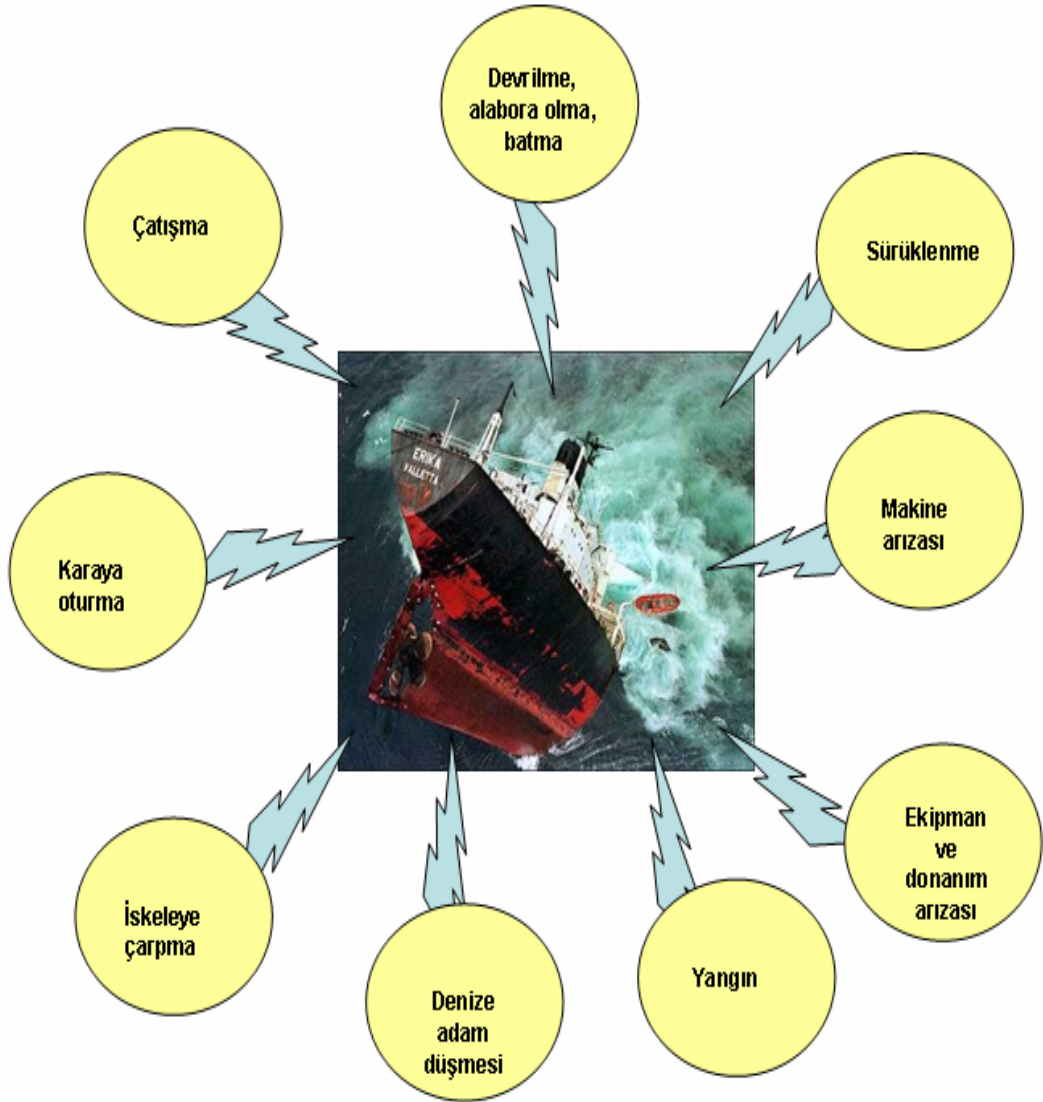 Devrilme,
alabora olma,
batma
Çatışma
Sürüklenme
ERIKA
VALLETTA
Makine
arızası
Karaya
oturma
Ekipman
ve
donanım
arızası
İskeleye
çarpma
Yangın
Denize
adam
düşmesi